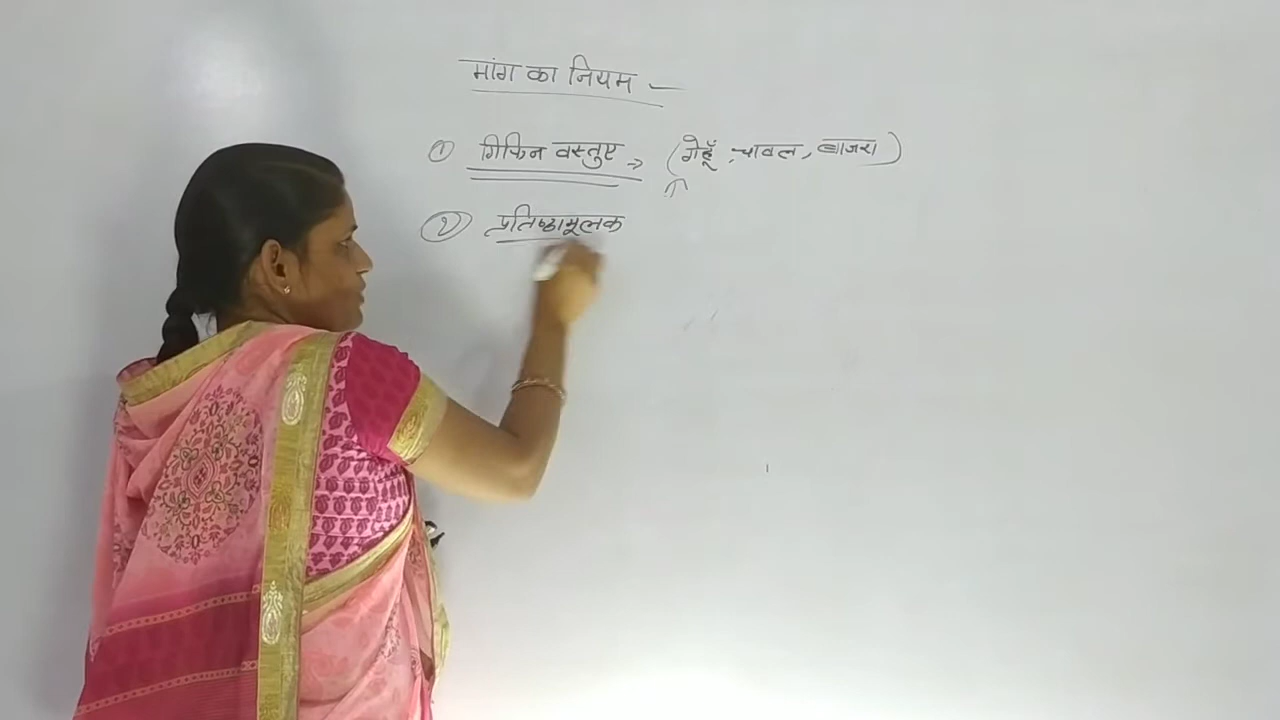 मांग का नियम —
① गिफिन वस्तुए → (गेहूँ, चावल, बाजरा)
② प्रतिष्ठामूलक